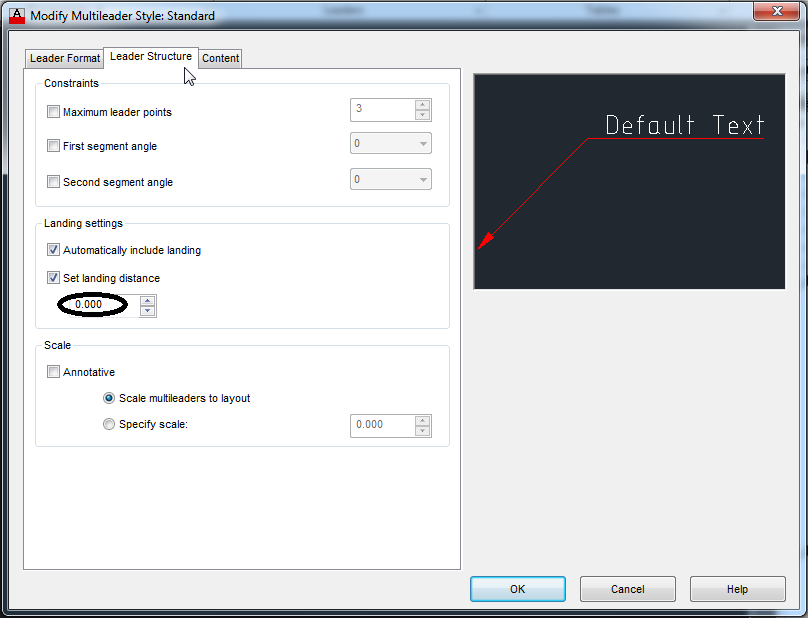 Modify Multileader Style: Standard
Leader Format
Leader Structure
Content
Constraints
Maximum leader points
3
First segment angle
0
Second segment angle
0
Landing settings
Automatically include landing
Set landing distance
0.000
Scale
Annotative
Scale multileaders to layout
Specify scale:
0.000
Default Text
OK
Cancel
Help